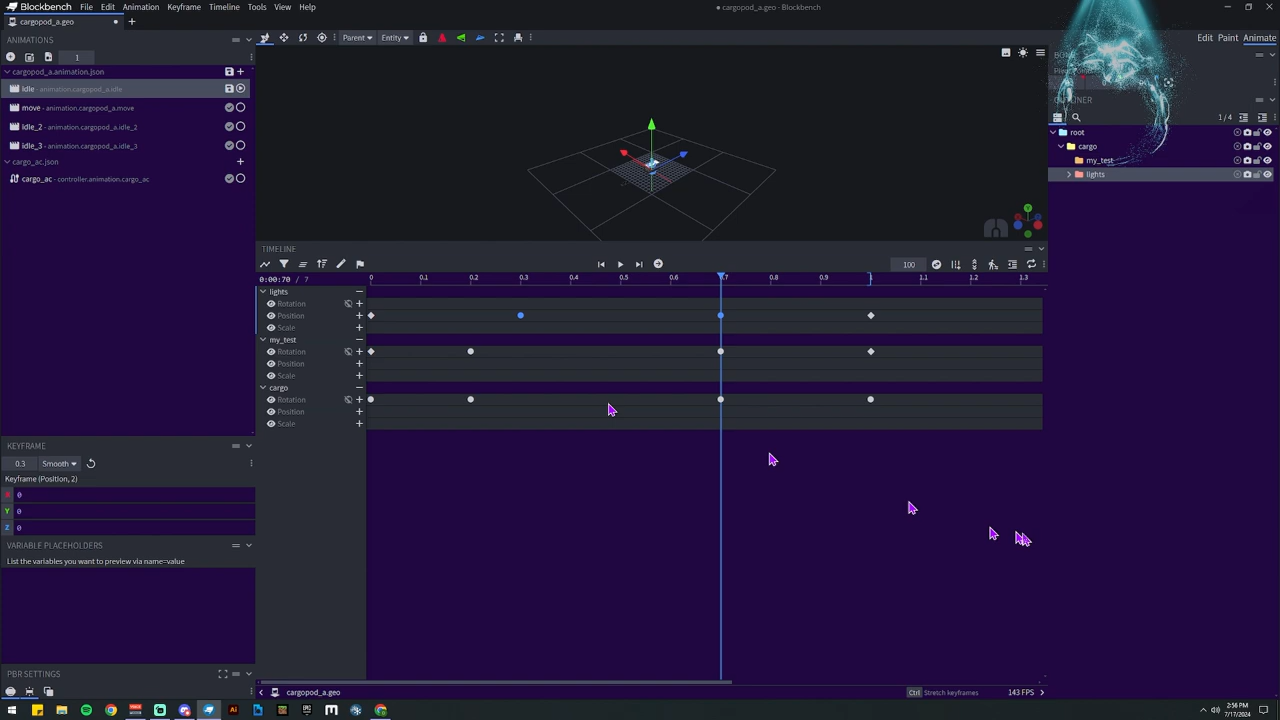 Blockbench File Edit Animation Keyframe Tools View Help
● cargopod_a.geo - Blockbench
cargopod_a.geo
ANIMATIONS
1
cargopod_a.animation.json
idle - animation.cargopod_a.idle
move - animation.cargopod_a.move
idle_2 - animation.cargopod_a.idle_2
idle_3 - animation.cargopod_a.idle_3
cargo_ac.json
cargo_ac - controller.animation.cargo_ac
Parent Entity
Edit Paint Animate
OUTLINER
1 / 4
root
cargo
my_test
lights
TIMELINE
100
0:00:70 / 7
0 0.1 0.2 0.3 0.4 0.5 0.6 0.7 0.8 0.9 1 1.1 1.2 1.3
lights
Rotation
Position
Scale
my_test
Rotation
Position
Scale
cargo
Rotation
Position
Scale
KEYFRAME
0.3 Smooth
Keyframe (Position, 2)
X 0
Y 0
Z 0
VARIABLE PLACEHOLDERS
List the variables you want to preview via name=value
PBR SETTINGS
cargopod_a.geo
Ctrl Stretch keyframes 143 FPS
2:56 PM
7/17/2024